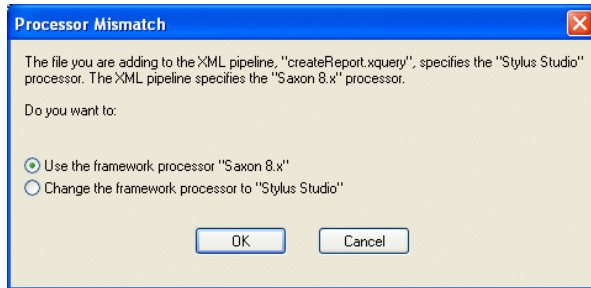 Processor Mismatch
The file you are adding to the XML pipeline, "createReport.xquery", specifies the "Stylus Studio"
processor. The XML pipeline specifies the "Saxon 8.x" processor.
Do you want to:
Use the framework processor "Saxon 8.x"
Change the framework processor to "Stylus Studio"
OK Cancel